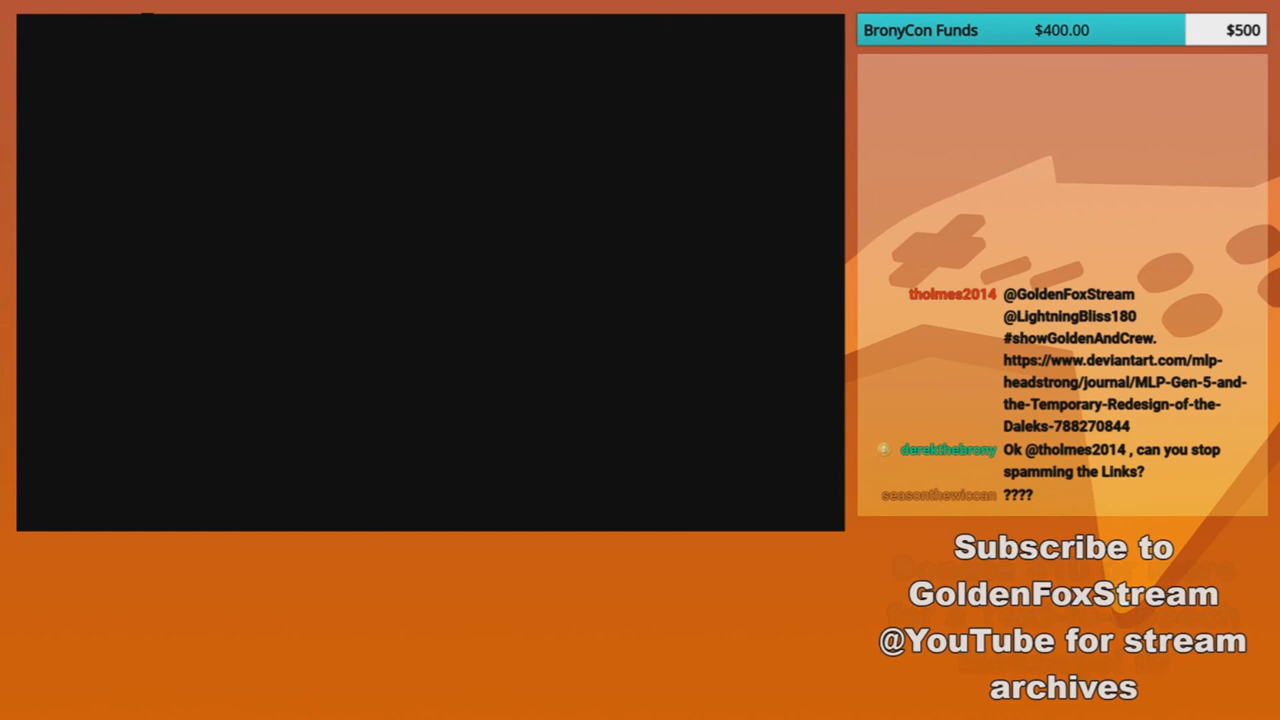 BronyCon Funds $400.00 $500
tholmes2014 @GoldenFoxStream
@LightningBliss180
#showGoldenAndCrew.
https://www.deviantart.com/mlp-
headstrong/journal/MLP-Gen-5-and-
the-Temporary-Redesign-of-the-
Daleks-788270844
derekthebrony Ok @tholmes2014 , can you stop
spamming the Links?
seasonthewiccan ????
Subscribe to
GoldenFoxStream
@YouTube for stream
archives